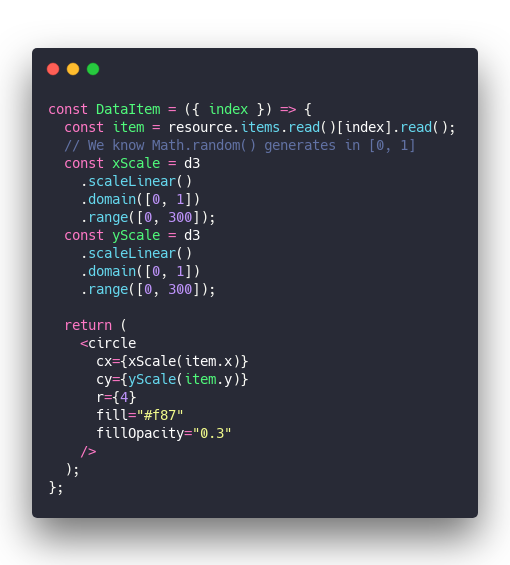 const DataItem = ({ index }) => {
  const item = resource.items.read()[index].read();
  // We know Math.random() generates in [0, 1]
  const xScale = d3
    .scaleLinear()
    .domain([0, 1])
    .range([0, 300]);
  const yScale = d3
    .scaleLinear()
    .domain([0, 1])
    .range([0, 300]);

  return (
    <circle
      cx={xScale(item.x)}
      cy={yScale(item.y)}
      r={4}
      fill="#f87"
      fillOpacity="0.3"
    />
  );
};